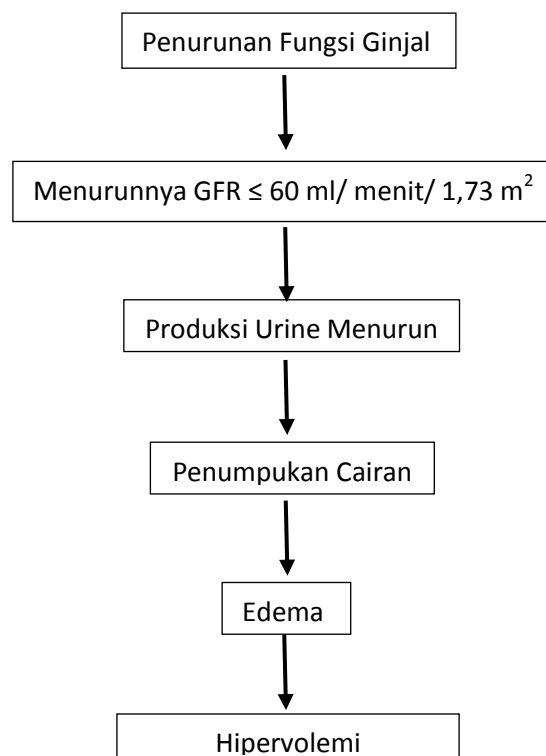 Penurunan Fungsi Ginjal
Menurunnya GFR ≤ 60 ml/ menit/ 1,73 m²
Produksi Urine Menurun
Penumpukan Cairan
Edema
Hipervolemi